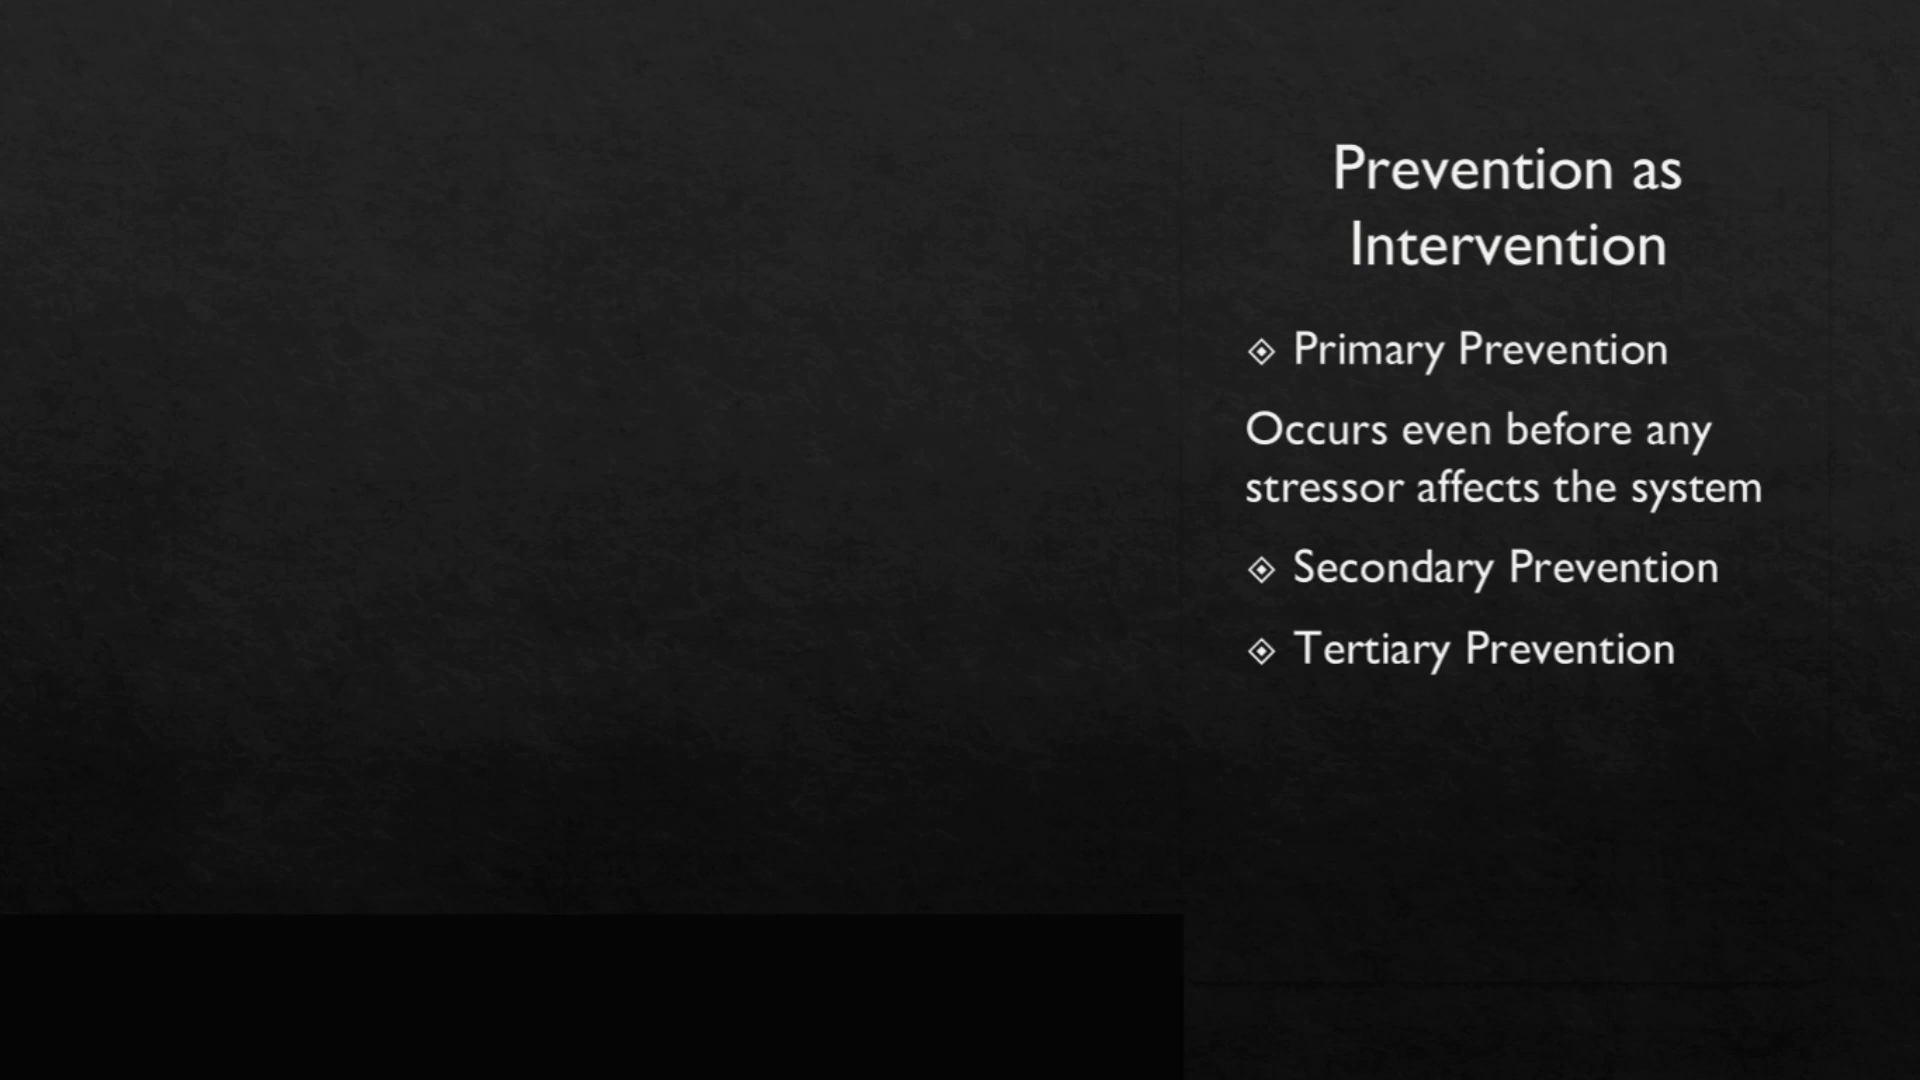 Prevention as
Intervention
Primary Prevention
Occurs even before any
stressor affects the system
Secondary Prevention
Tertiary Prevention